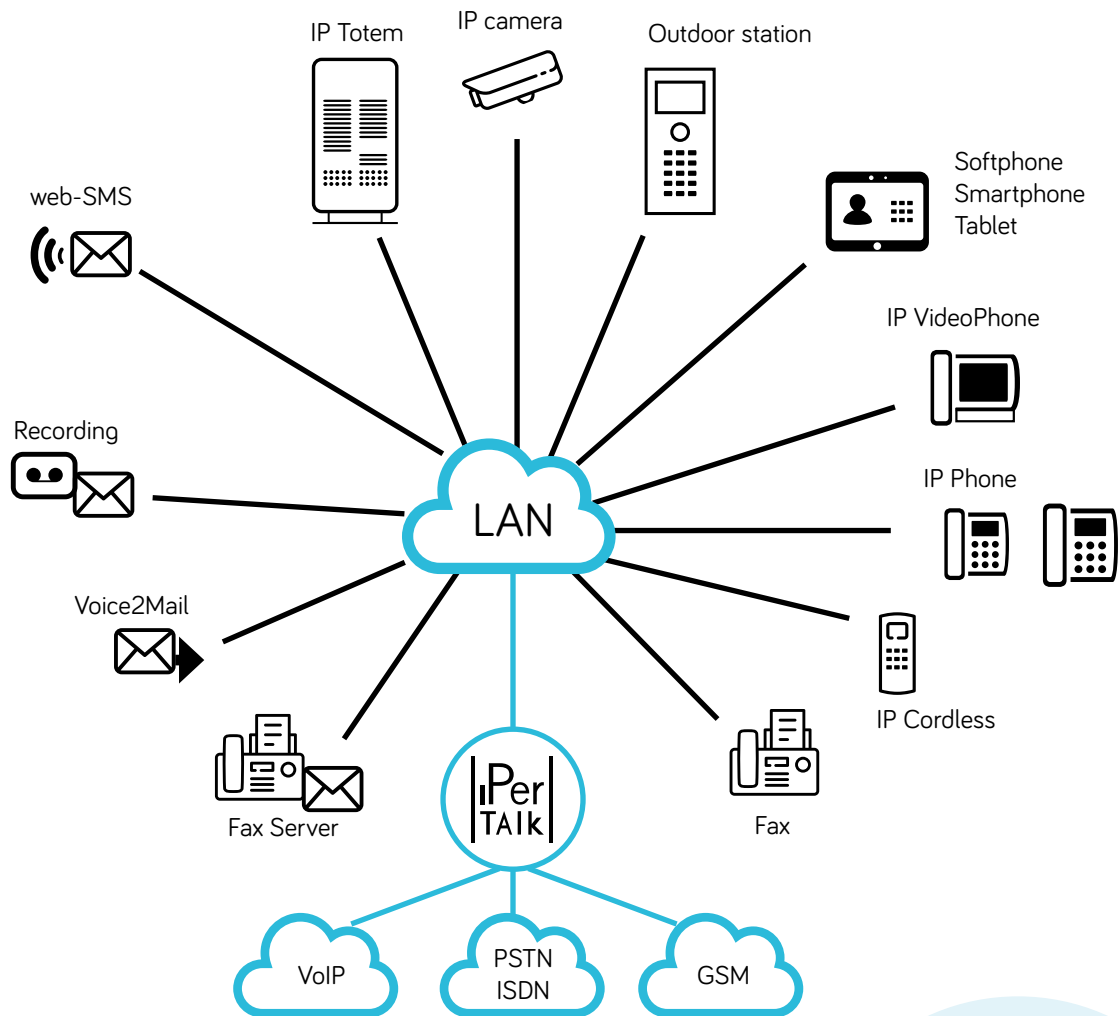 IP Totem
IP camera
Outdoor station
Softphone
Smartphone
Tablet
web-SMS
IP VideoPhone
Recording
IP Phone
LAN
Voice2Mail
IP Cordless
Fax Server
iPer
TALK
Fax
VoIP
PSTN
ISDN
GSM